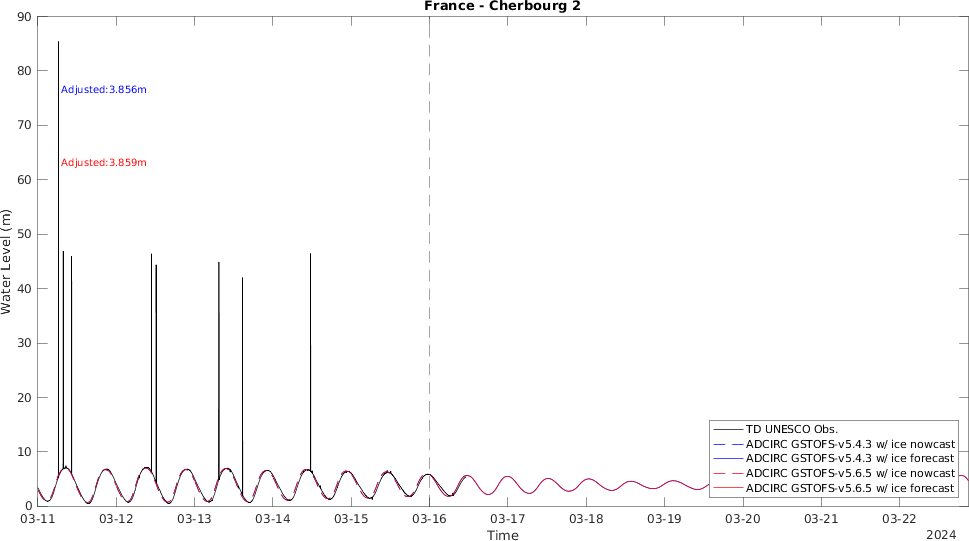 France - Cherbourg 2
90
80
70
60
50
40
30
20
10
0
Water Level (m)
Adjusted:3.856m
Adjusted:3.859m
TD UNESCO Obs.
ADCIRC GSTOFS-v5.4.3 w/ ice nowcast
ADCIRC GSTOFS-v5.4.3 w/ ice forecast
ADCIRC GSTOFS-v5.6.5 w/ ice nowcast
ADCIRC GSTOFS-v5.6.5 w/ ice forecast
03-11 03-12 03-13 03-14 03-15 03-16 03-17 03-18 03-19 03-20 03-21 03-22
Time
2024